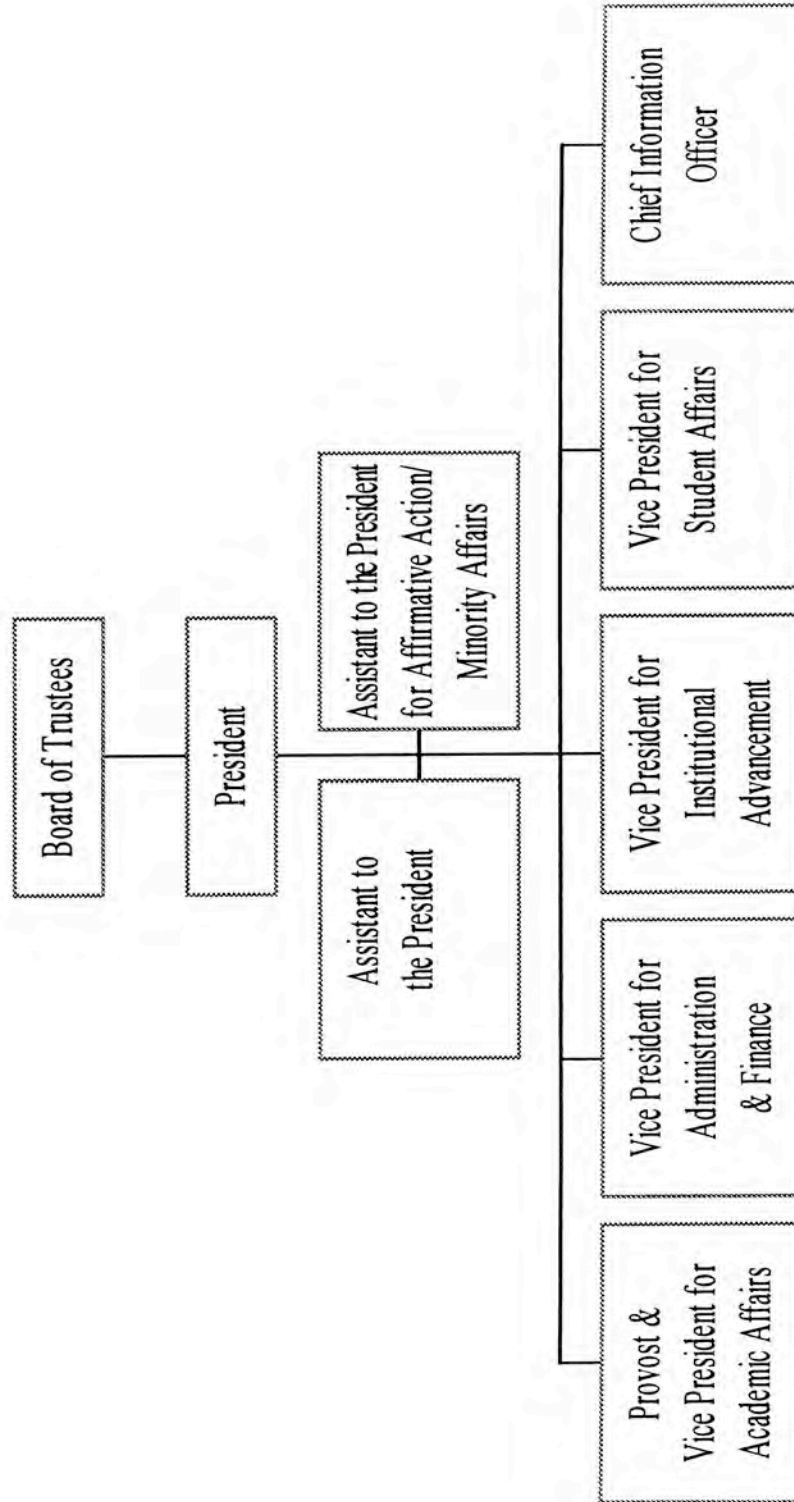 Board of Trustees
President
Assistant to
the President
Assistant to the President
for Affirmative Action/
Minority Affairs
Provost &
Vice President for
Academic Affairs
Vice President for
Administration
& Finance
Vice President for
Institutional
Advancement
Vice President for
Student Affairs
Chief Information
Officer